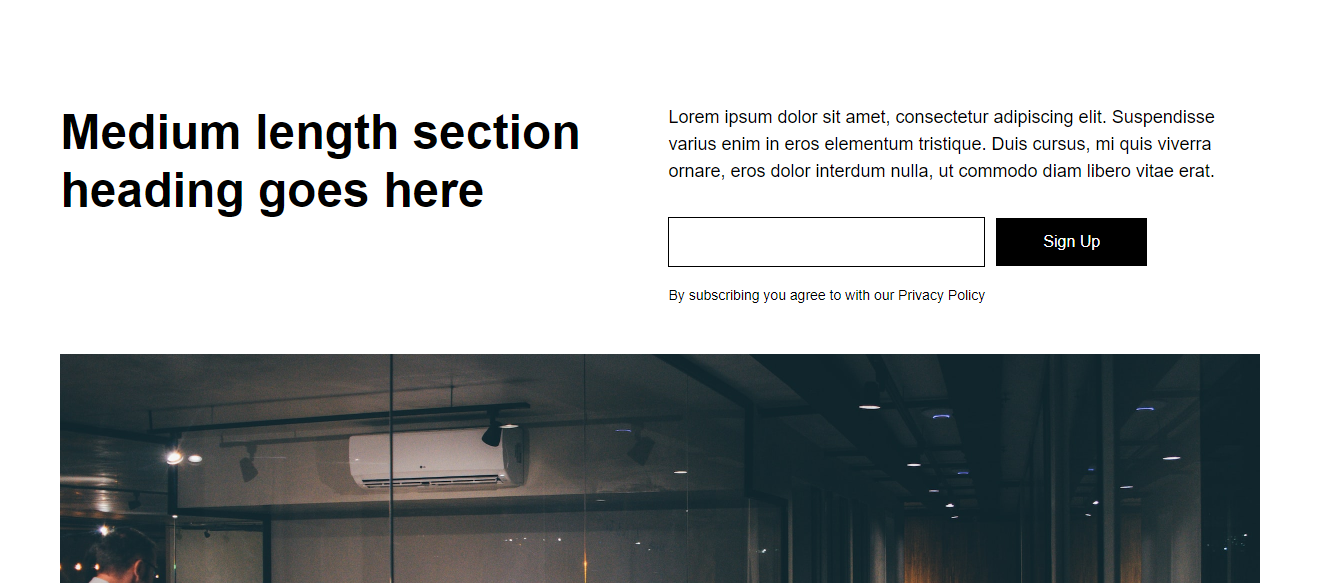 Medium length section
heading goes here
Lorem ipsum dolor sit amet, consectetur adipiscing elit. Suspendisse
varius enim in eros elementum tristique. Duis cursus, mi quis viverra
ornare, eros dolor interdum nulla, ut commodo diam libero vitae erat.
Sign Up
By subscribing you agree to with our Privacy Policy